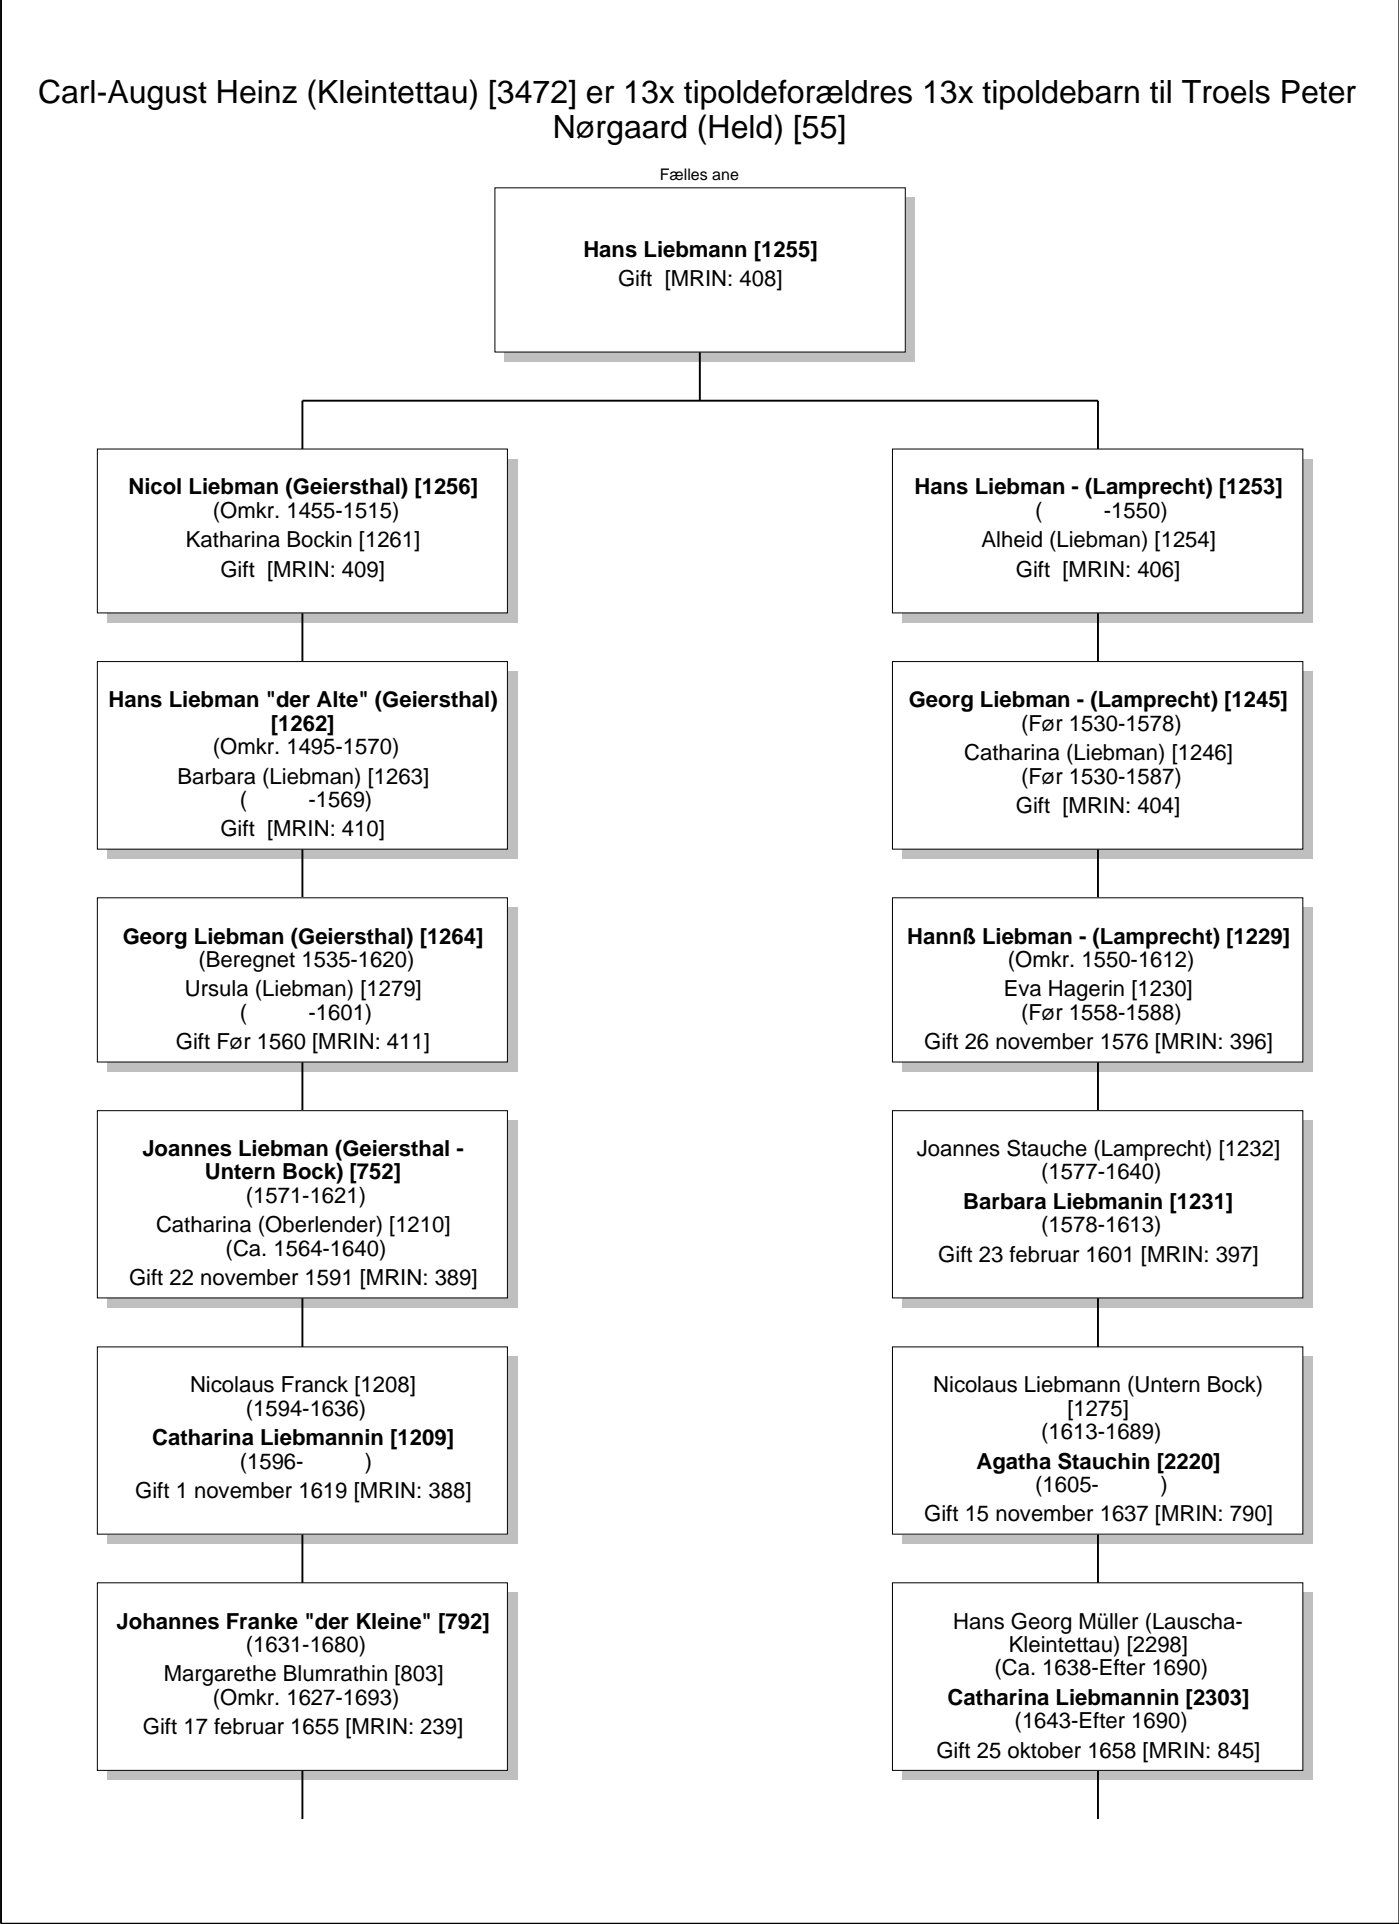 Carl-August Heinz (Kleintettau) [3472] er 13x tipoldeforældres 13x tipoldebarn til Troels Peter
Nørgaard (Held) [55]
Fælles ane
Hans Liebmann [1255]
Gift [MRIN: 408]
Nicol Liebman (Geiersthal) [1256]
(Omkr. 1455-1515)
Katharina Bockin [1261]
Gift [MRIN: 409]
Hans Liebman - (Lamprecht) [1253]
( -1550)
Alheid (Liebman) [1254]
Gift [MRIN: 406]
Hans Liebman "der Alte" (Geiersthal)
[1262]
(Omkr. 1495-1570)
Barbara (Liebman) [1263]
( -1569)
Gift [MRIN: 410]
Georg Liebman - (Lamprecht) [1245]
(Før 1530-1578)
Catharina (Liebman) [1246]
(Før 1530-1587)
Gift [MRIN: 404]
Georg Liebman (Geiersthal) [1264]
(Beregnet 1535-1620)
Ursula (Liebman) [1279]
( -1601)
Gift Før 1560 [MRIN: 411]
Hannß Liebman - (Lamprecht) [1229]
(Omkr. 1550-1612)
Eva Hagerin [1230]
(Før 1558-1588)
Gift 26 november 1576 [MRIN: 396]
Joannes Liebman (Geiersthal -
Untern Bock) [752]
(1571-1621)
Catharina (Oberlender) [1210]
(Ca. 1564-1640)
Gift 22 november 1591 [MRIN: 389]
Joannes Stauche (Lamprecht) [1232]
(1577-1640)
Barbara Liebmanin [1231]
(1578-1613)
Gift 23 februar 1601 [MRIN: 397]
Nicolaus Franck [1208]
(1594-1636)
Catharina Liebmannin [1209]
(1596- )
Gift 1 november 1619 [MRIN: 388]
Nicolaus Liebmann (Untern Bock)
[1275]
(1613-1689)
Agatha Stauchin [2220]
(1605- )
Gift 15 november 1637 [MRIN: 790]
Johannes Franke "der Kleine" [792]
(1631-1680)
Margarethe Blumrathin [803]
(Omkr. 1627-1693)
Gift 17 februar 1655 [MRIN: 239]
Hans Georg Müller (Lauscha-
Kleintettau) [2298]
(Ca. 1638-Efter 1690)
Catharina Liebmannin [2303]
(1643-Efter 1690)
Gift 25 oktober 1658 [MRIN: 845]